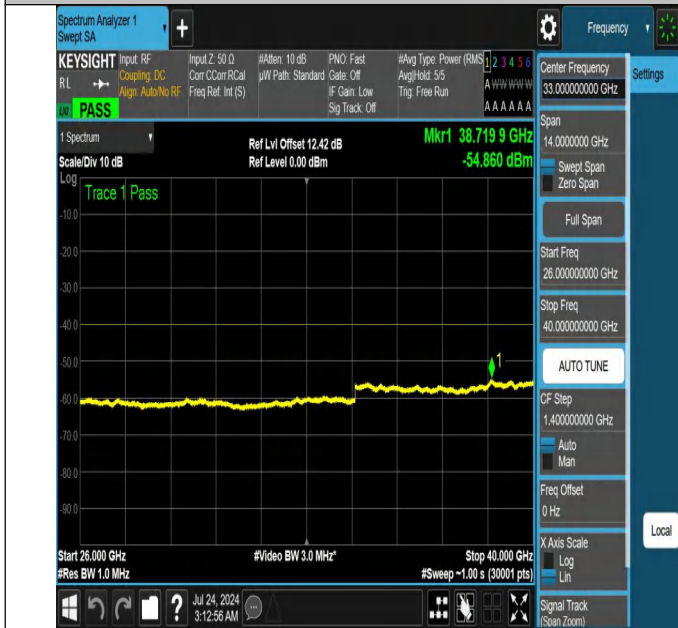 Spectrum Analyzer 1
Swept SA
+
Frequency
KEYSIGHT
RL
PASS
Input: RF
Coupling: DC
Align: Auto/No RF
Input Z: 50 Ω
Corr CCorr RCal
Freq Ref: Int (S)
#Atten: 10 dB
µW Path: Standard
PNO: Fast
Gate: Off
IF Gain: Low
Sig Track: Off
#Avg Type: Power (RMS
Avg|Hold: 5/5
Trig: Free Run
1 2 3 4 5 6
A W W W W W
A A A A A A
1 Spectrum
Scale/Div 10 dB
Ref Lvl Offset 12.42 dB
Ref Level 0.00 dBm
Mkr1 38.719 9 GHz
-54.860 dBm
Log
Trace 1 Pass
-10.0
-20.0
-30.0
-40.0
-50.0
-60.0
-70.0
-80.0
-90.0
1
Start 26.000 GHz
#Res BW 1.0 MHz
#Video BW 3.0 MHz*
Stop 40.000 GHz
#Sweep ~1.00 s (30001 pts)
Center Frequency
33.000000000 GHz
Settings
Span
14.0000000 GHz
Swept Span
Zero Span
Full Span
Start Freq
26.000000000 GHz
Stop Freq
40.000000000 GHz
AUTO TUNE
CF Step
1.400000000 GHz
Auto
Man
Freq Offset
0 Hz
X Axis Scale
Log
Lin
Local
Signal Track
(Span Zoom)
?
Jul 24, 2024
3:12:56 AM